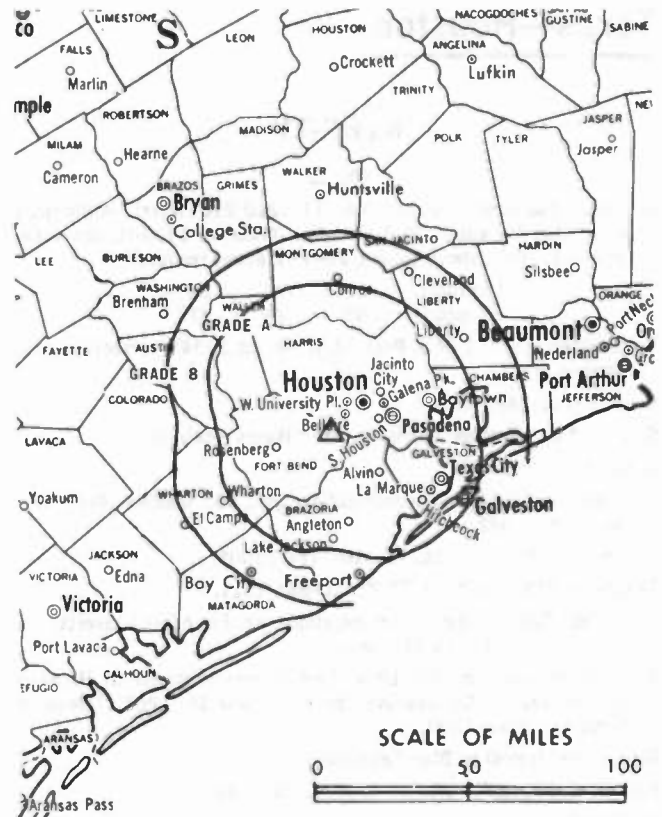 LIMESTONE
S
LEON
HOUSTON
NACOGDOCHES
GUSTINE
SABINE
FALLS
Marlin
Crockett
ANGELINA
Lufkin
ROBERTSON
TRINITY
MADISON
POLK
TYLER
JASPER
Jasper
MILAM
Cameron
Hearne
WALKER
Huntsville
BRAZOS
GRIMES
Bryan
College Sta.
SAN JACINTO
LEE
BURLESON
MONTGOMERY
Cleveland
HARDIN
Silsbee
WASHINGTON
Brenham
Conroe
LIBERTY
ORANGE
GRADE A
Liberty
Beaumont
FAYETTE
AUSTIN
HARRIS
Nederland
GRADE B
CHAMBERS
Port Arthur
COLORADO
Houston
Jacinto
City
Galena Pk.
Baytown
JEFFERSON
W. University Pl.
Bellaire
Pasadena
LAVACA
Rosenberg
S. Houston
GALVESTON
FORT BEND
Alvino
Texas City
La Marque
Yoakum
WHARTON
Wharton
Galveston
El Campo
BRAZORIA
Angleton
Hitchcock
JACKSON
Lake Jackson
VICTORIA
Edna
Bay City
Freeport
Victoria
MATAGORDA
Port Lavaca
CALHOUN
EFUGIO
ARANSAS
SCALE OF MILES
0 50 100
Aransas Pass